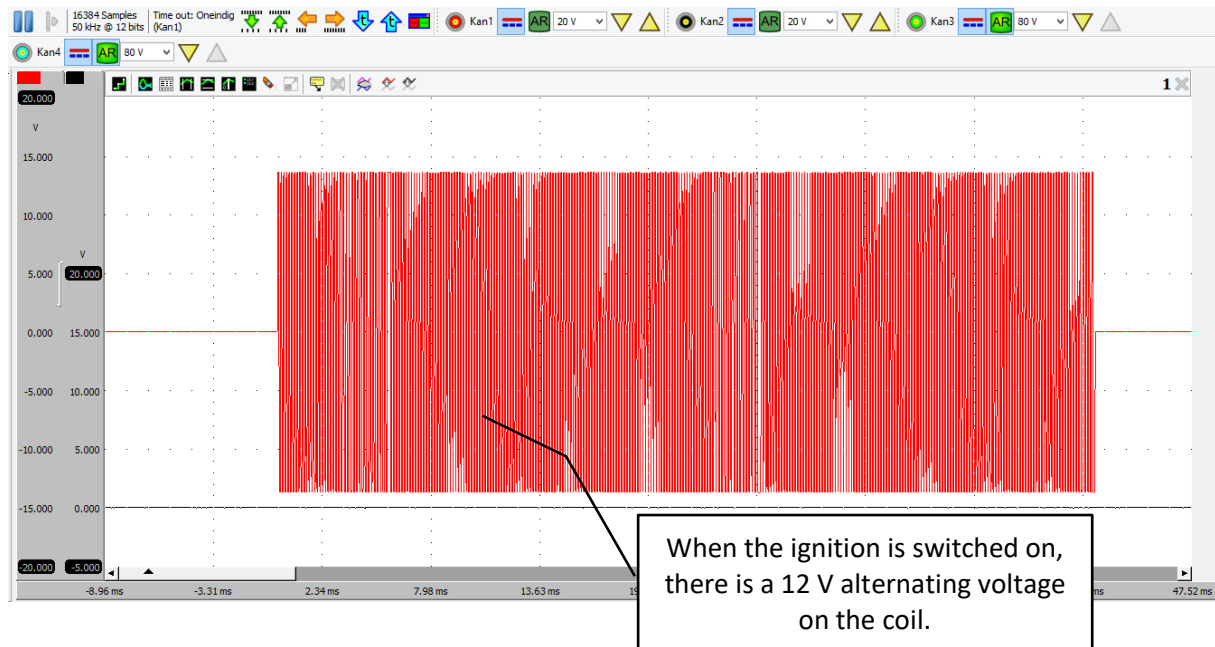 16384 Samples
50 kHz @ 12 bits
Time out: Oneindig
(Kan1)
Kan1 AR 20 V
Kan2 AR 20 V
Kan3 AR 80 V
Kan4 AR 80 V
1
20.000
V
15.000
10.000
V
5.000 20.000
0.000 15.000
-5.000 10.000
-10.000 5.000
-15.000 0.000
-20.000 -5.000
-8.96 ms -3.31 ms 2.34 ms 7.98 ms 13.63 ms 47.52 ms
When the ignition is switched on,
there is a 12 V alternating voltage
on the coil.